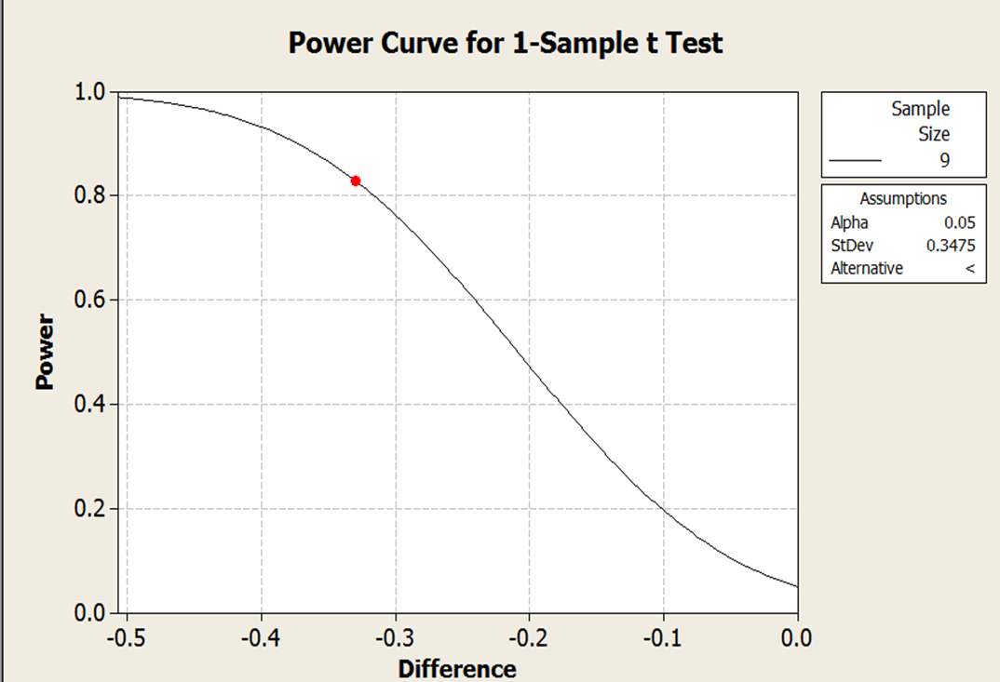 Power Curve for 1-Sample t Test
1.0
0.8
0.6
0.4
0.2
0.0
Power
-0.5 -0.4 -0.3 -0.2 -0.1 0.0
Difference
Sample
Size
9
Assumptions
Alpha 0.05
StDev 0.3475
Alternative <